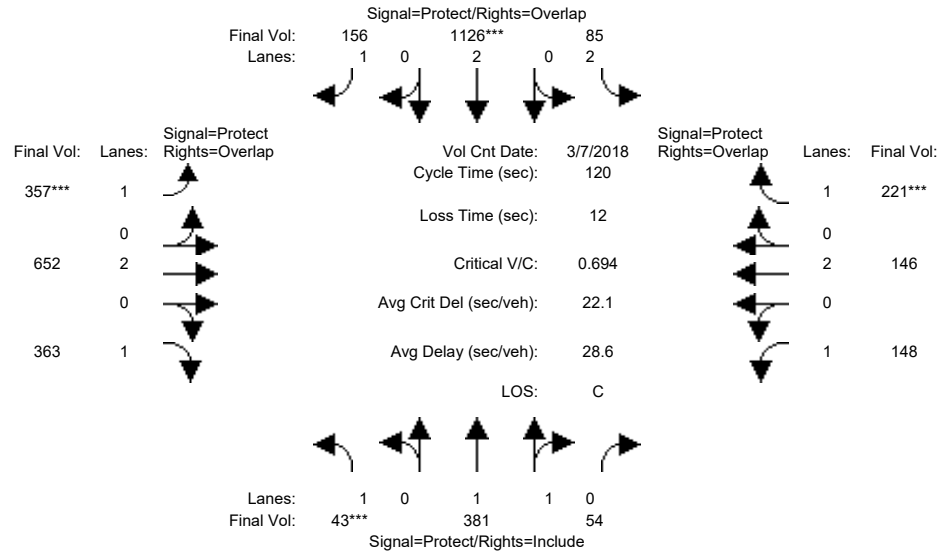 Signal=Protect/Rights=Overlap
Final Vol: 156 1126*** 85
Lanes: 1 0 2 0 2
Signal=Protect Signal=Protect
Final Vol: Lanes: Rights=Overlap Vol Cnt Date: 3/7/2018 Rights=Overlap Lanes: Final Vol:
Cycle Time (sec): 120
357*** 1 1 221***
Loss Time (sec): 12
0 0
652 2 Critical V/C: 0.694 2 146
0 Avg Crit Del (sec/veh): 22.1 0
363 1 Avg Delay (sec/veh): 28.6 1 148
LOS: C
Lanes: 1 0 1 1 0
Final Vol: 43*** 381 54
Signal=Protect/Rights=Include